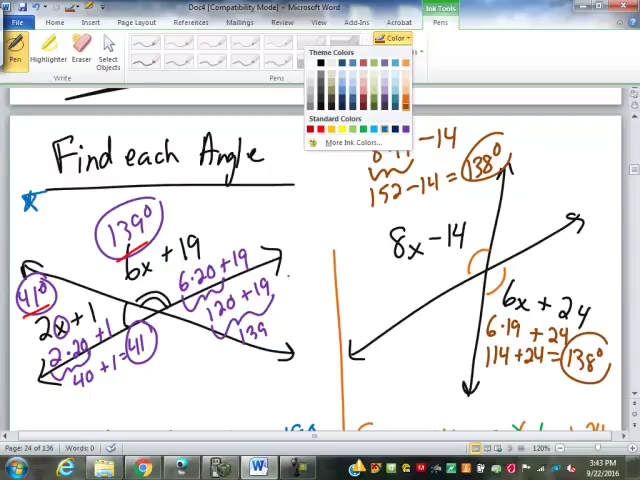 Doc4 [Compatibility Mode] - Microsoft Word
Ink Tools
File
Home
Insert
Page Layout
References
Mailings
Review
View
Add-Ins
Acrobat
Pens
Pen
Highlighter
Eraser
Select
Objects
Write
Pens
Color
Theme Colors
Standard Colors
More Ink Colors...
Find each Angle
139°
6x + 19
6·20 + 19
120 + 19
139
41°
2x + 1
2·20 + 1
40 + 1 = 41
- 14
152 - 14 = 138°
8x - 14
6x + 24
6·19 + 24
114 + 24 = 138°
Page: 24 of 136
Words: 0
120%
3:43 PM
9/22/2016